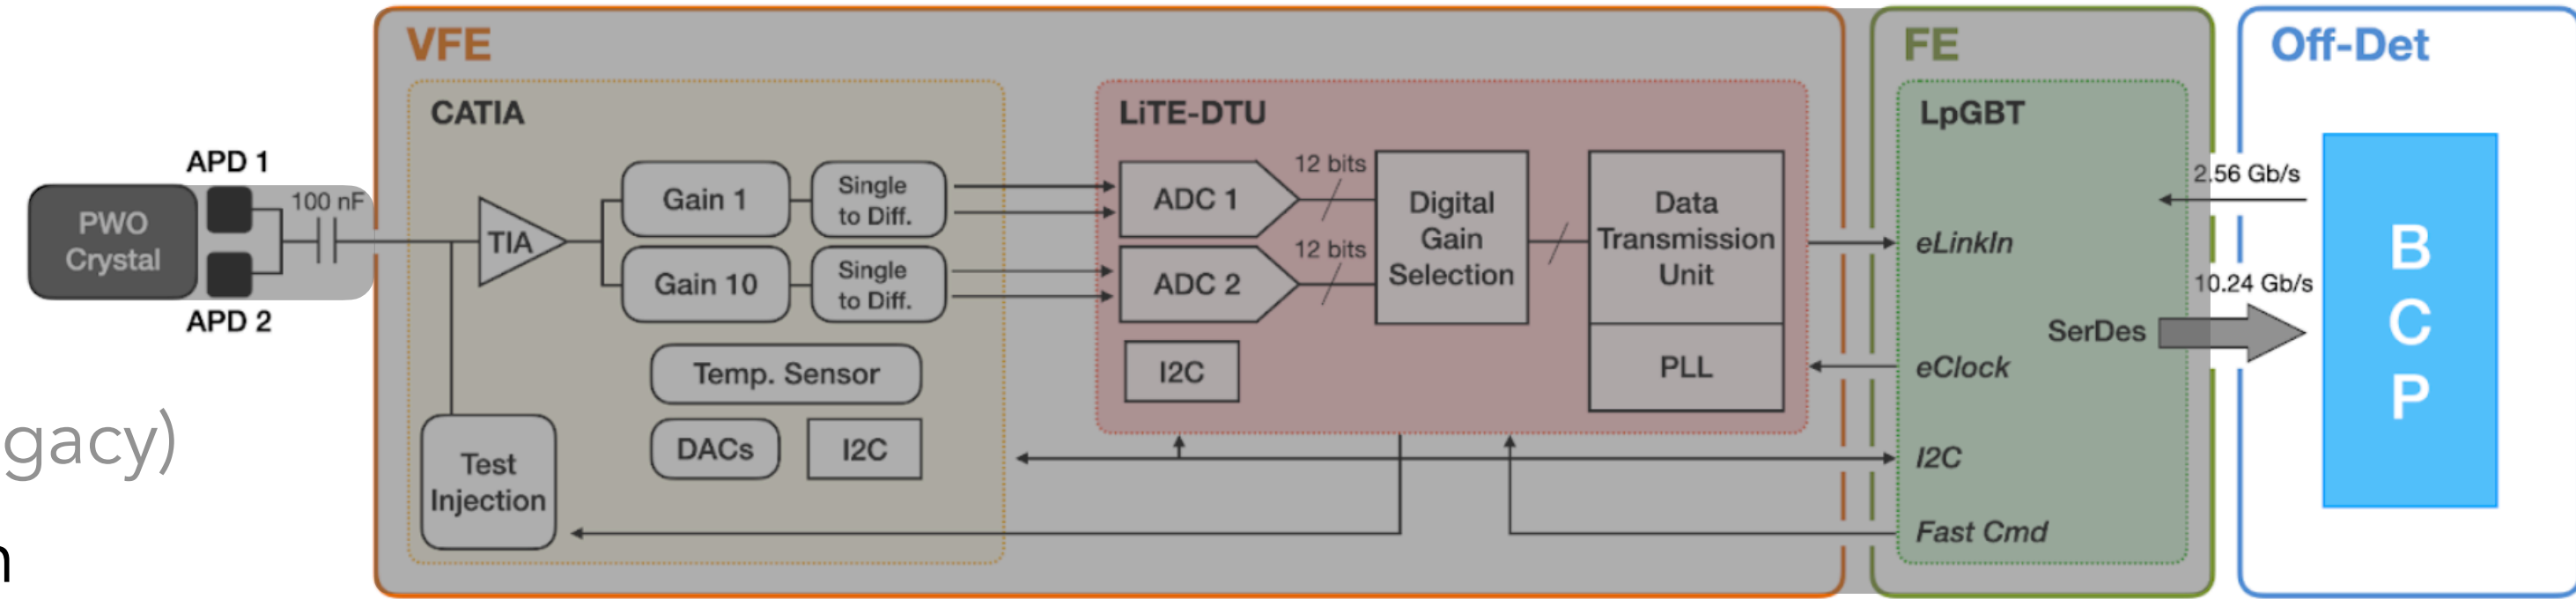 VFE
FE
Off-Det
CATIA
LiTE-DTU
LpGBT
APD 1
PWO
Crystal
APD 2
100 nF
TIA
Gain 1
Single
to Diff.
Gain 10
Single
to Diff.
Temp. Sensor
DACs
I2C
Test
Injection
ADC 1
12 bits
ADC 2
12 bits
Digital
Gain
Selection
Data
Transmission
Unit
PLL
I2C
eLinkIn
SerDes
eClock
I2C
Fast Cmd
2.56 Gb/s
10.24 Gb/s
B
C
P
gacy)
n